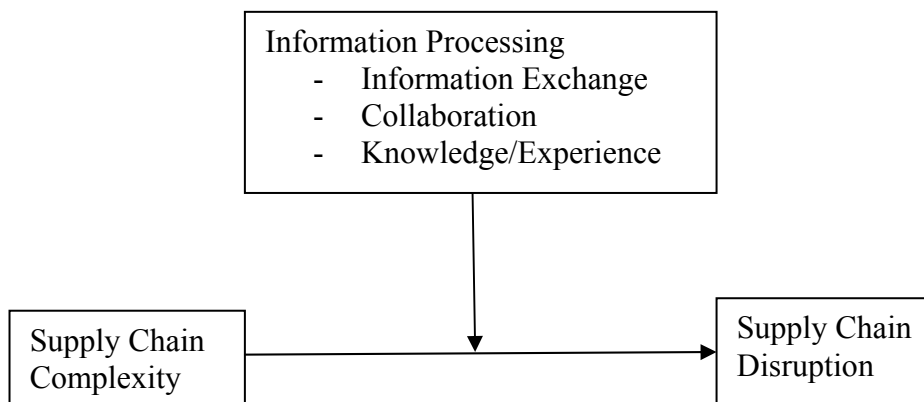 Information Processing
- Information Exchange
- Collaboration
- Knowledge/Experience
Supply Chain
Complexity
Supply Chain
Disruption